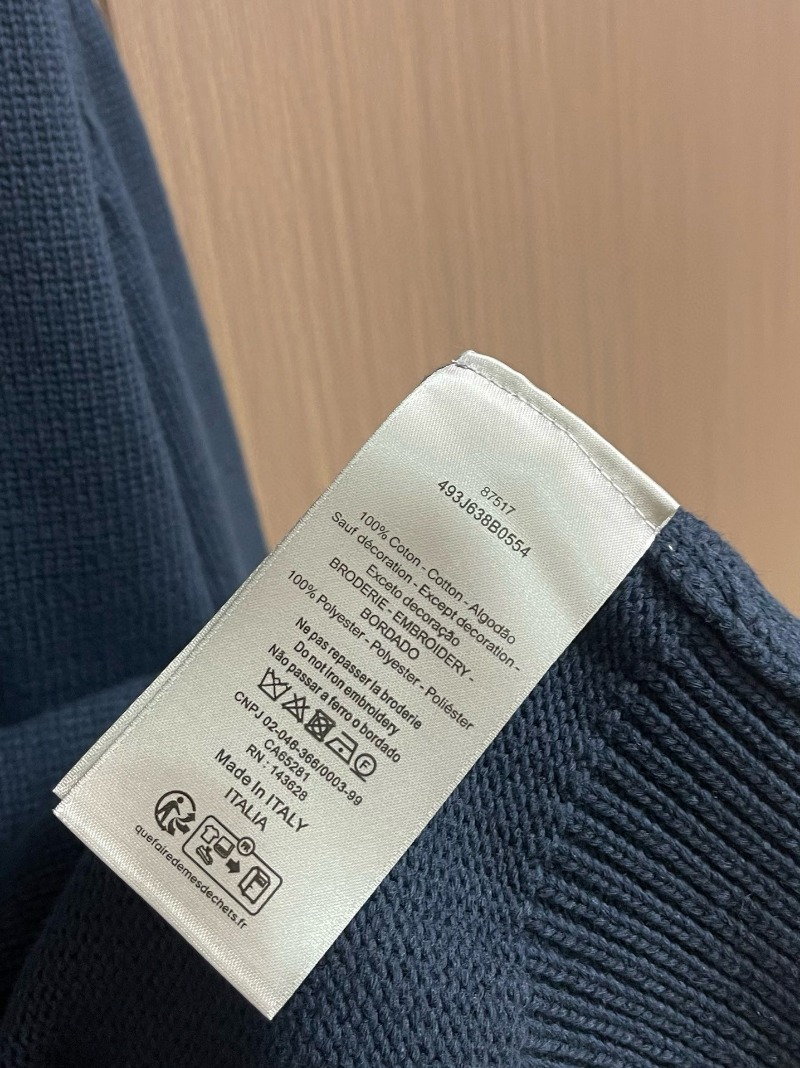 87517
493J638B0554
100% Coton - Cotton - Algodão
Sauf décoration - Except decoration -
Exceto decoração
BRODERIE - EMBROIDERY -
BORDADO
100% Polyester - Polyester - Poliéster
Ne pas repasser la broderie
Do not iron embroidery
Não passar a ferro o bordado
F
CNPJ 02-046-366/0003-99
CA65281
RN : 143628
Made In ITALY
ITALIA
FR
quefairedemesdechets.fr